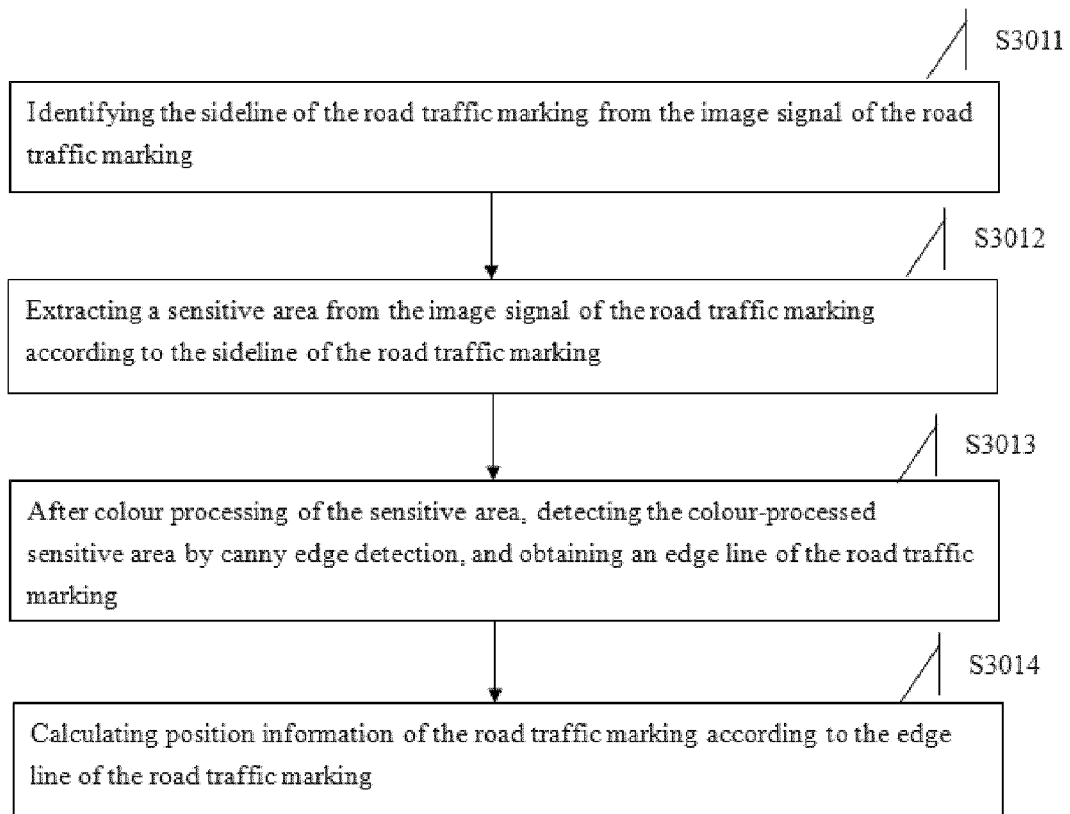 S3011
Identifying the sideline of the road traffic marking from the image signal of the road
traffic marking
S3012
Extracting a sensitive area from the image signal of the road traffic marking
according to the sideline of the road traffic marking
S3013
After colour processing of the sensitive area, detecting the colour-processed
sensitive area by canny edge detection, and obtaining an edge line of the road traffic
marking
S3014
Calculating position information of the road traffic marking according to the edge
line of the road traffic marking